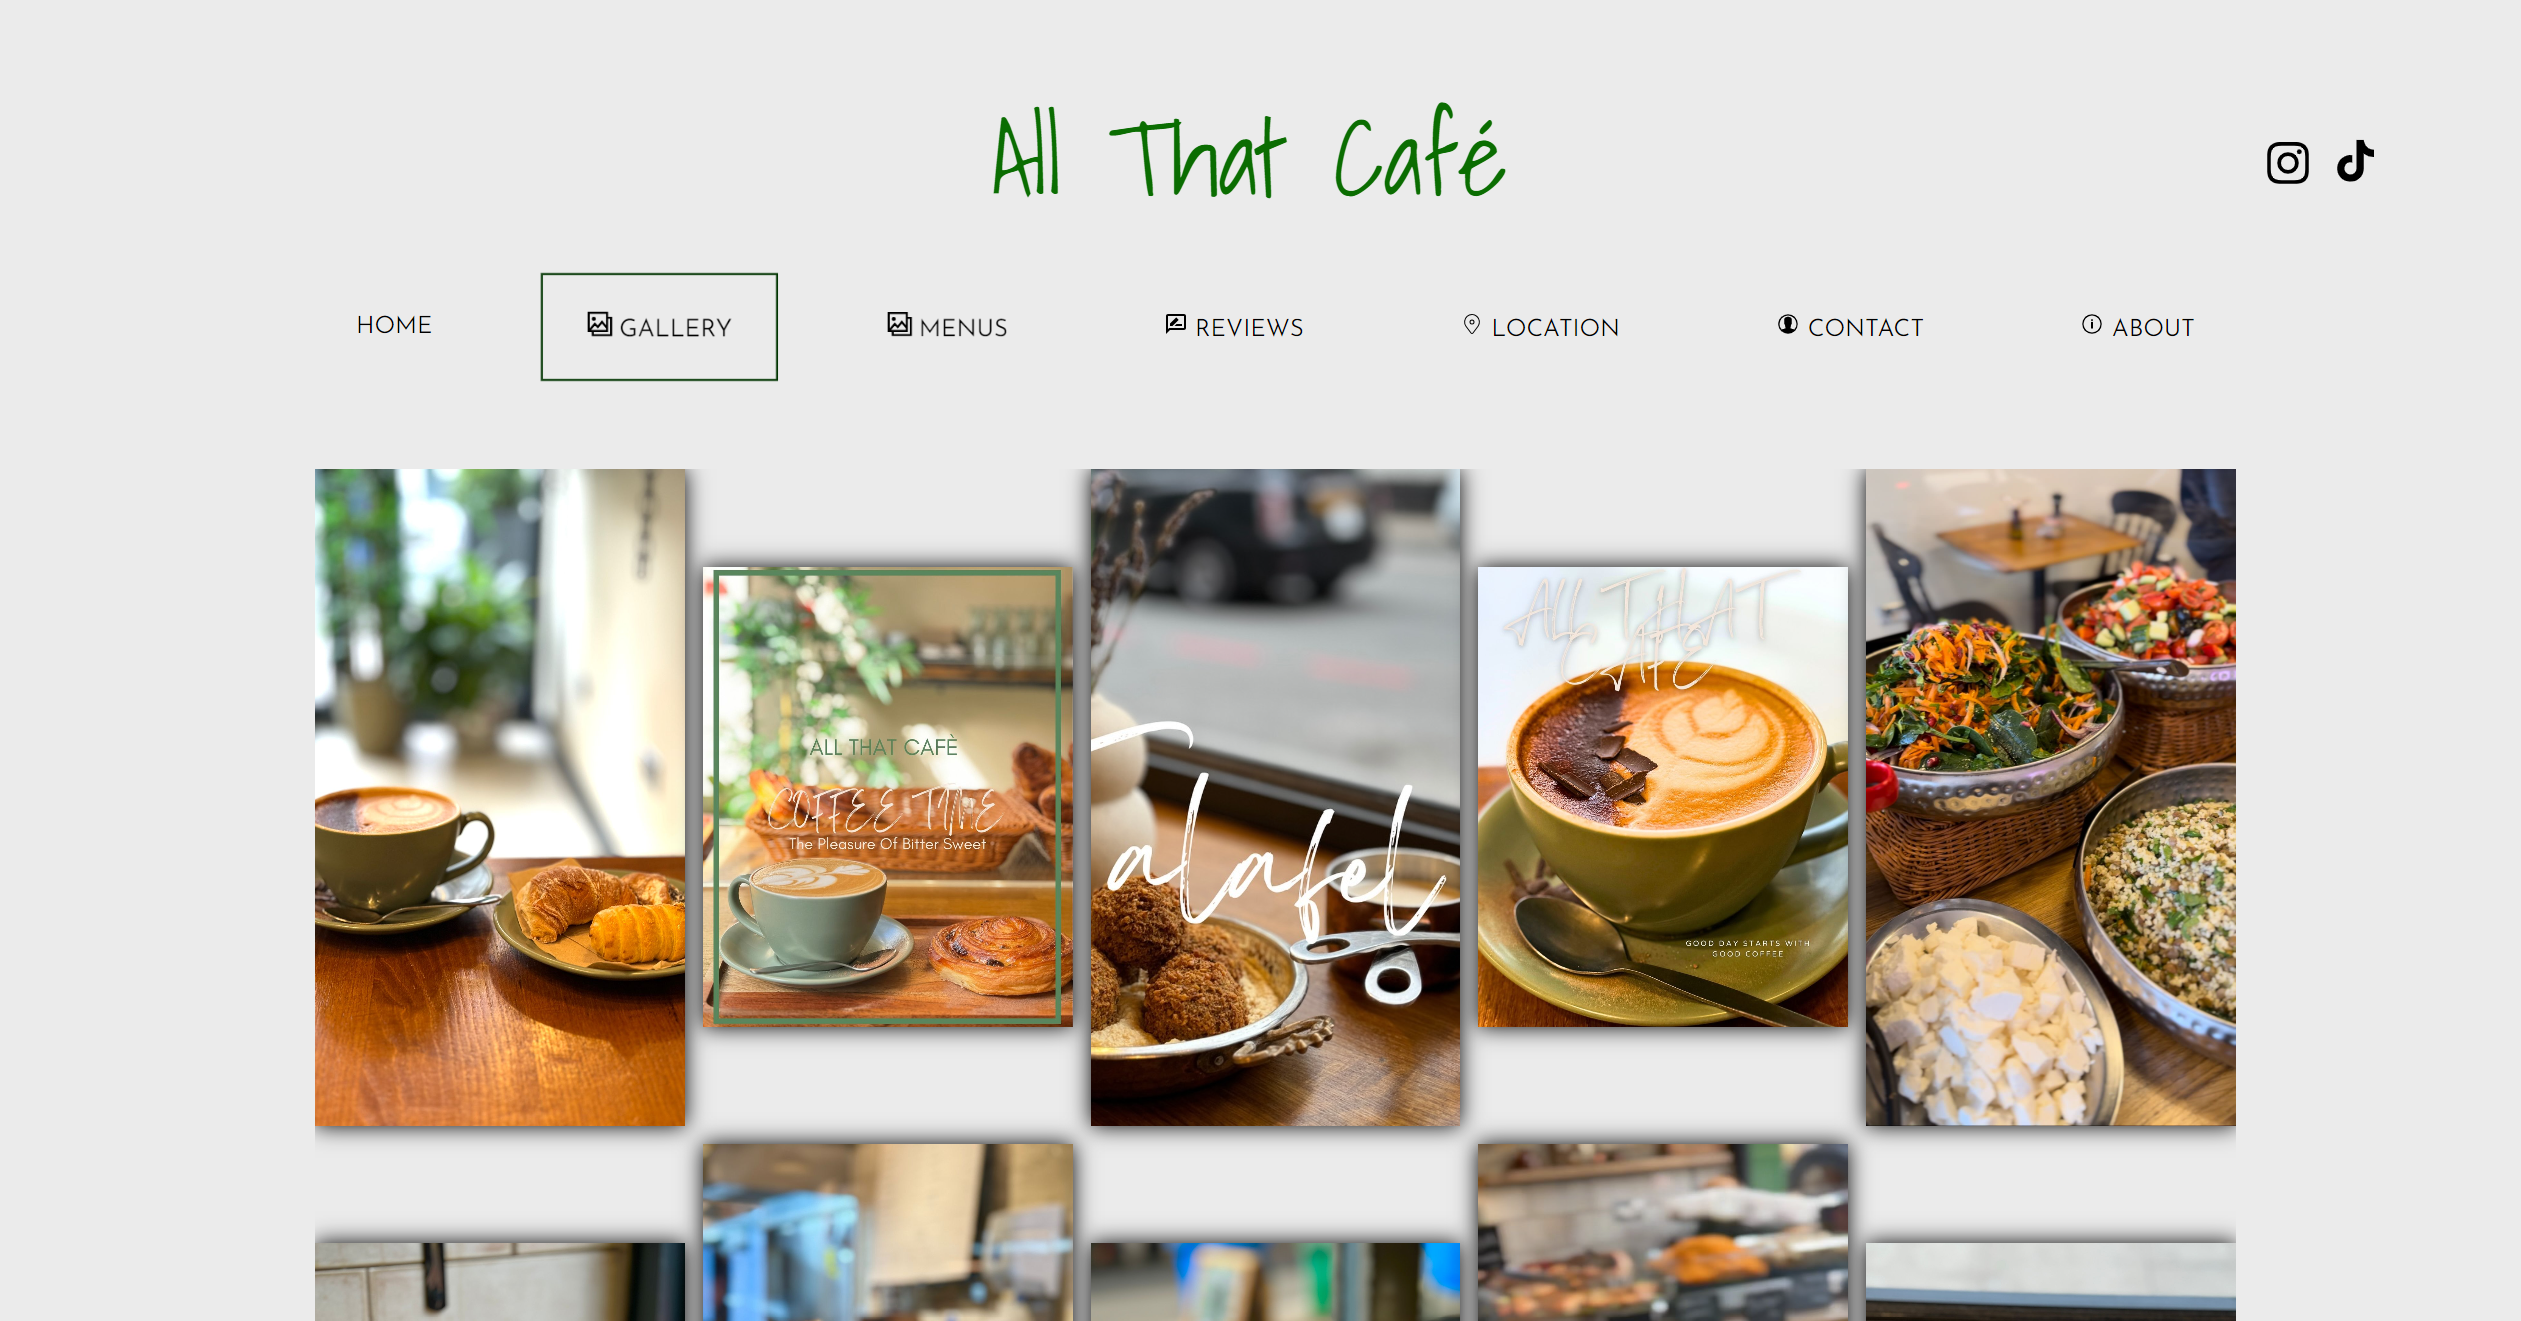 All That Café
HOME
GALLERY
MENUS
REVIEWS
LOCATION
CONTACT
ABOUT
ALL THAT CAFÈ
COFFEE TIME
The Pleasure Of Bitter Sweet
alafel
ALL THAT
CAFE
GOOD DAY STARTS WITH
GOOD COFFEE